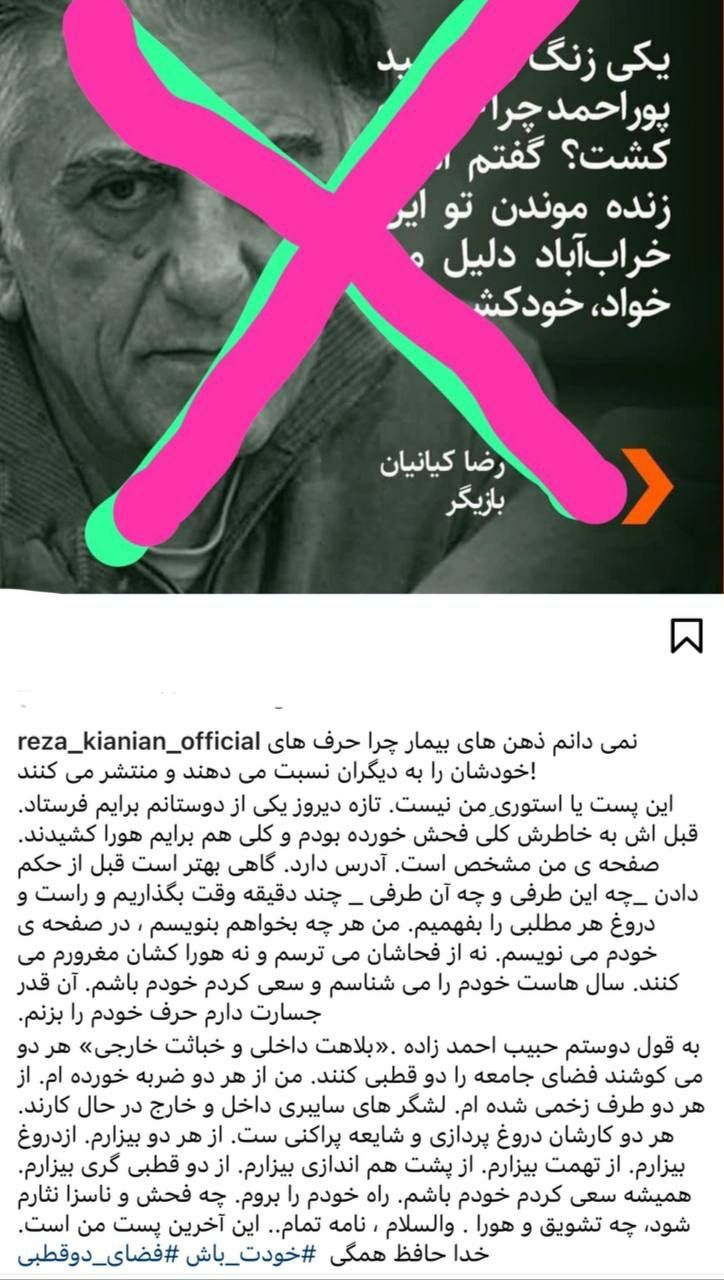 یکی زنگ
پوراحمد چرا
کشت؟ گفتم
زنده موندن تو این
خراب‌آباد دلیل
خواد، خودکش
رضا کیانیان
بازیگر
reza_kianian_official نمی دانم ذهن های بیمار چرا حرف های
خودشان را به دیگران نسبت می دهند و منتشر می کنند!
این پست یا استوریِ من نیست. تازه دیروز یکی از دوستانم برایم فرستاد.
قبل اش به خاطرش کلی فحش خورده بودم و کلی هم برایم هورا کشیدند.
صفحه ی من مشخص است. آدرس دارد. گاهی بهتر است قبل از حکم
دادن _چه این طرفی و چه آن طرفی _ چند دقیقه وقت بگذاریم و راست و
دروغ هر مطلبی را بفهمیم. من هر چه بخواهم بنویسم ، در صفحه ی
خودم می نویسم. نه از فحاشان می ترسم و نه هورا کشان مغرورم می
کنند. سال هاست خودم را می شناسم و سعی کردم خودم باشم. آن قدر
جسارت دارم حرف خودم را بزنم.
به قول دوستم حبیب احمد زاده .«بلاهت داخلی و خباثت خارجی» هر دو
می کوشند فضای جامعه را دو قطبی کنند. من از هر دو ضربه خورده ام. از
هر دو طرف زخمی شده ام. لشگر های سایبری داخل و خارج در حال کارند.
هر دو کارشان دروغ پردازی و شایعه پراکنی ست. از هر دو بیزارم. ازدروغ
بیزارم. از تهمت بیزارم. از پشت هم اندازی بیزارم. از دو قطبی گری بیزارم.
همیشه سعی کردم خودم باشم. راه خودم را بروم. چه فحش و ناسزا نثارم
شود، چه تشویق و هورا . والسلام ، نامه تمام.. این آخرین پست من است.
خدا حافظ همگی #خودت_باش #فضای_دوقطبی